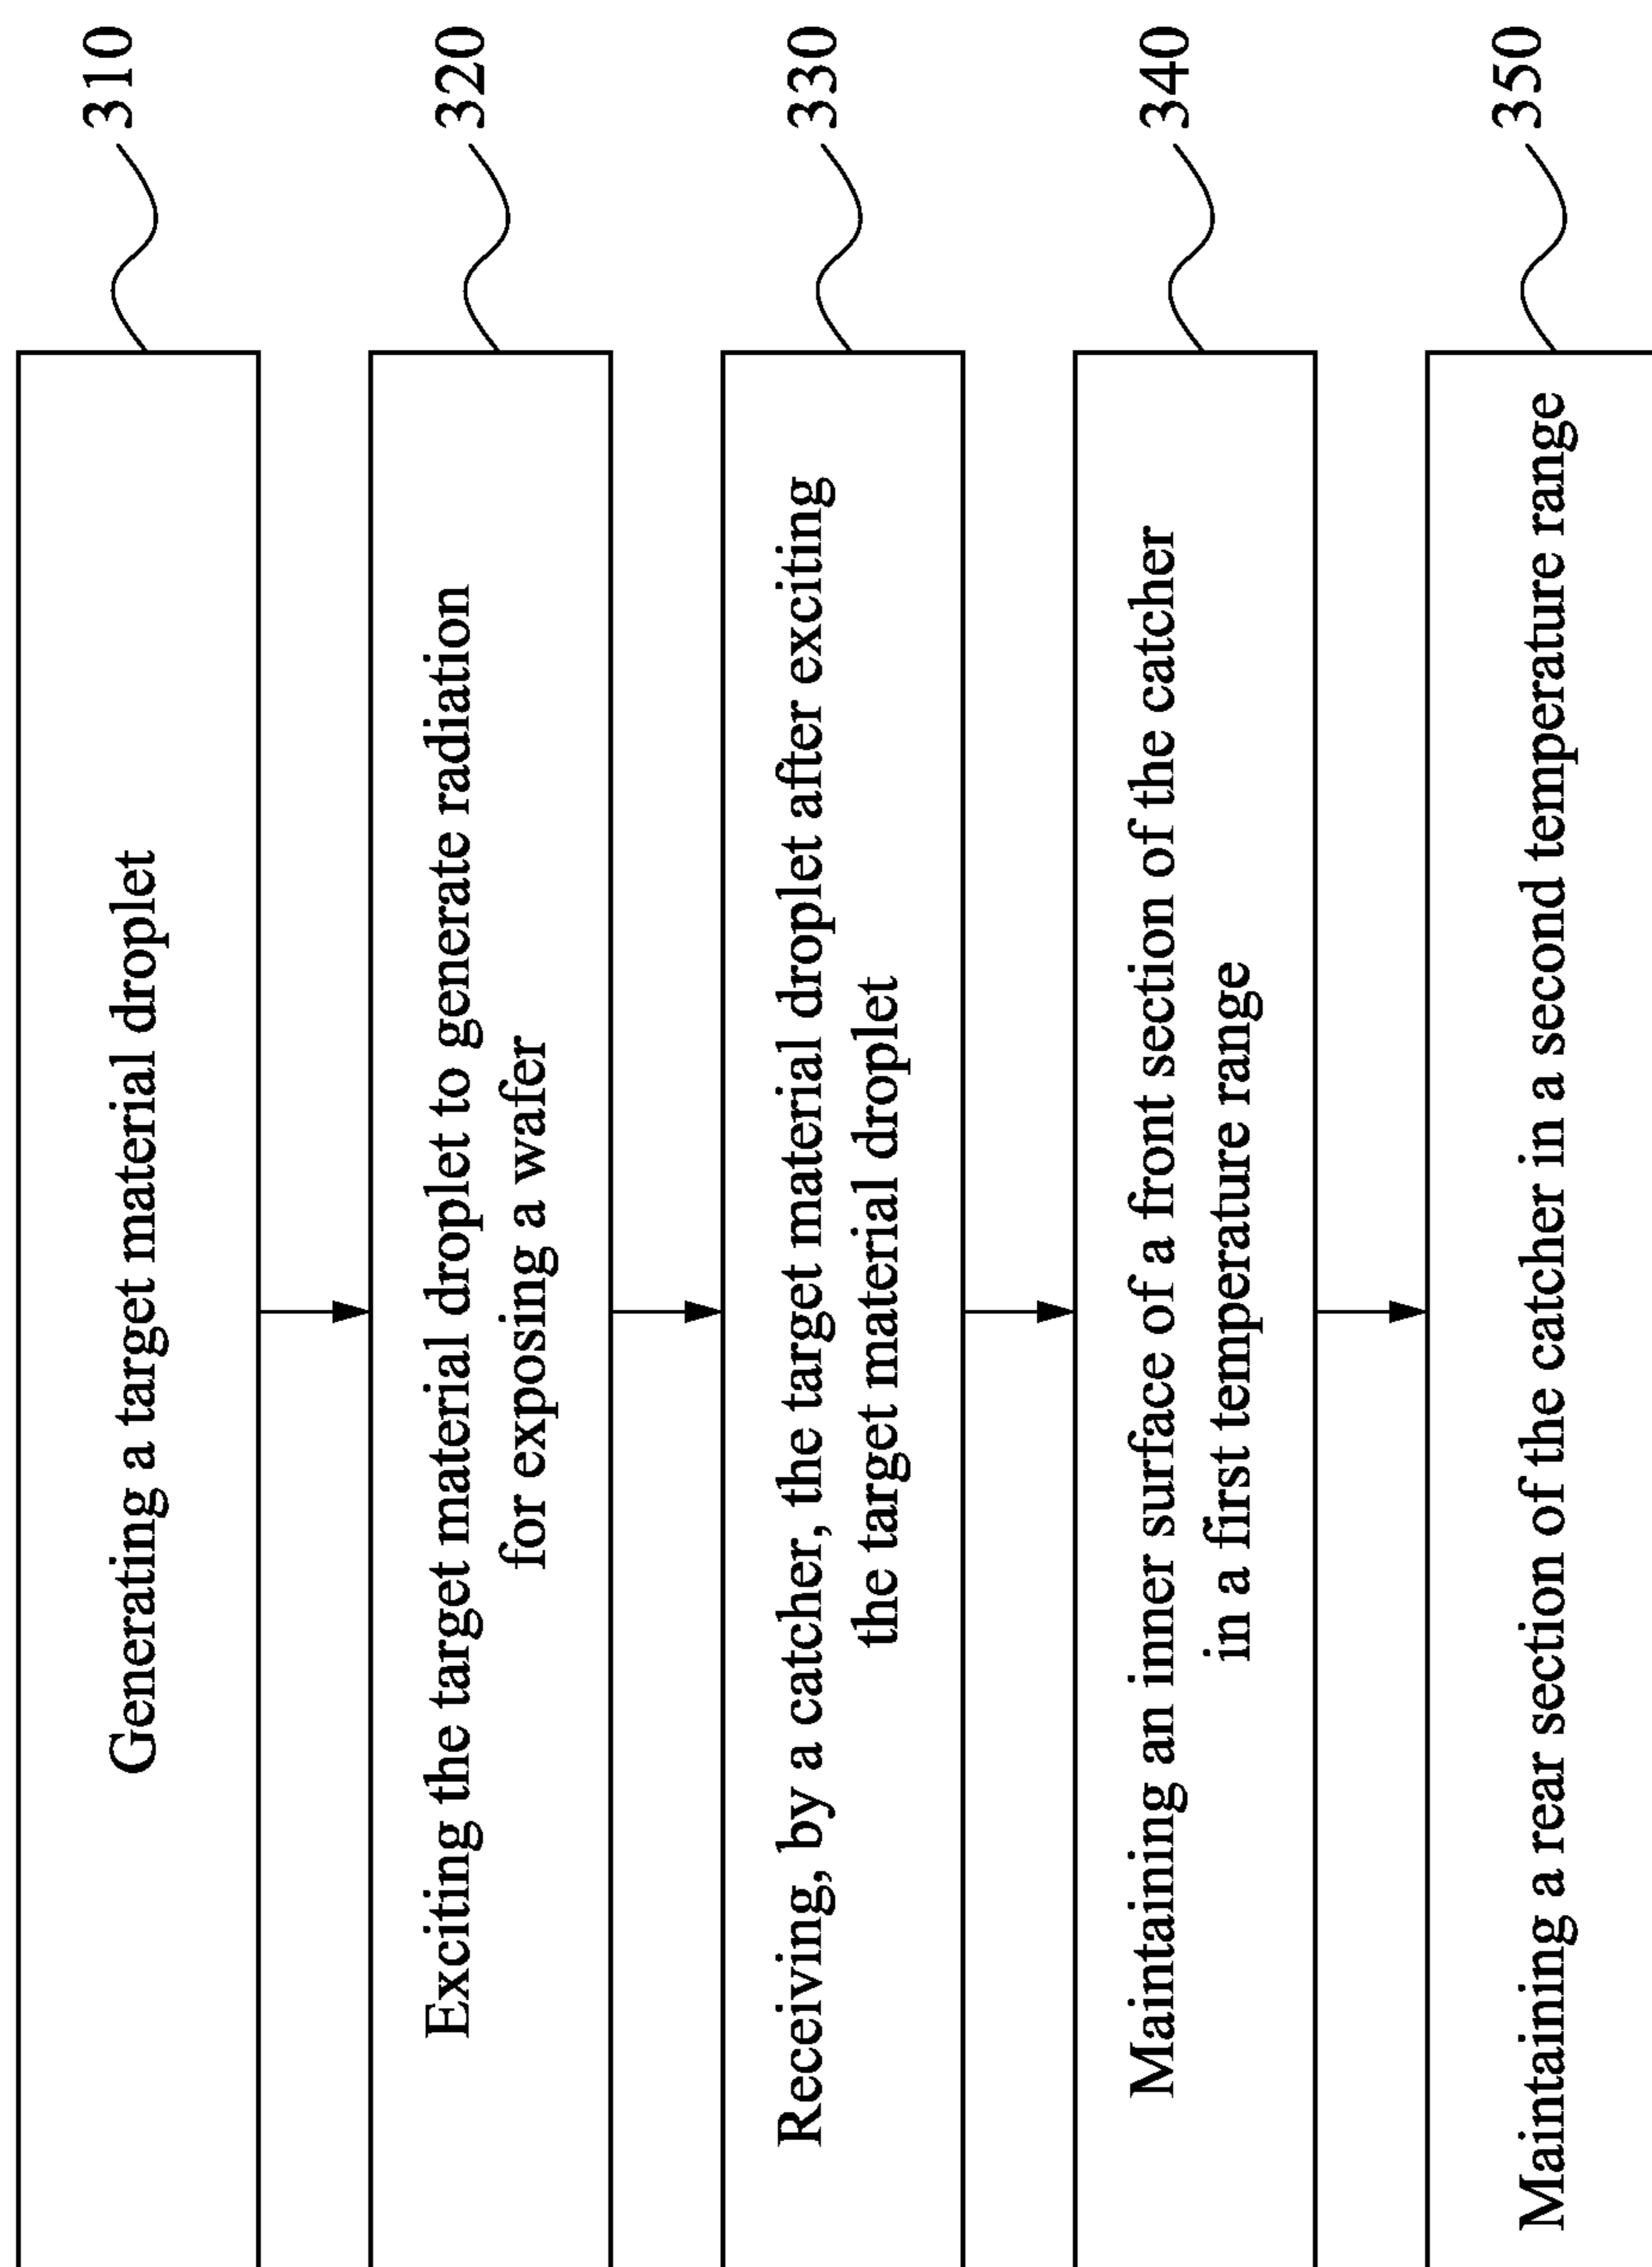 Generating a target material droplet
310
Exciting the target material droplet to generate radiation
for exposing a wafer
320
Receiving, by a catcher, the target material droplet after exciting
the target material droplet
330
Maintaining an inner surface of a front section of the catcher
in a first temperature range
340
Maintaining a rear section of the catcher in a second temperature range
350